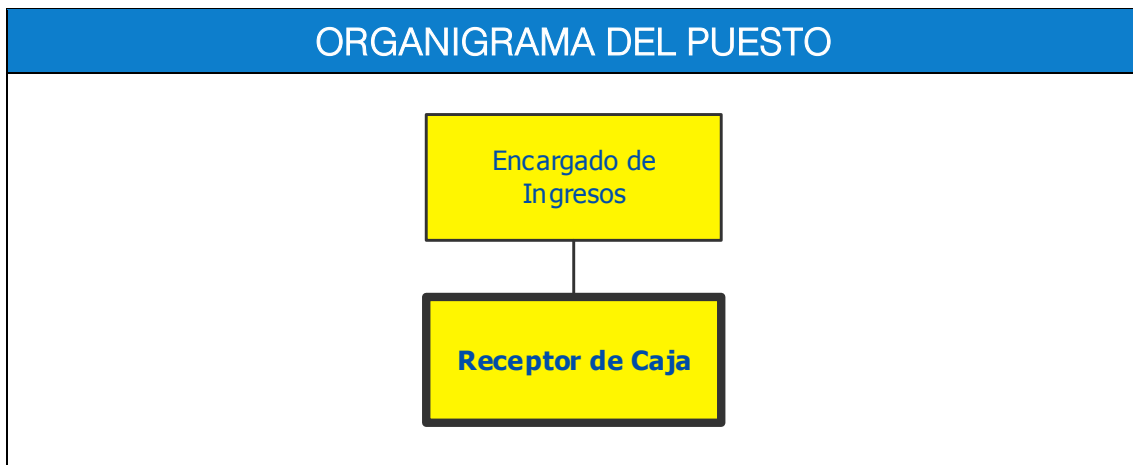 ORGANIGRAMA DEL PUESTO
Encargado de
Ingresos
Receptor de Caja